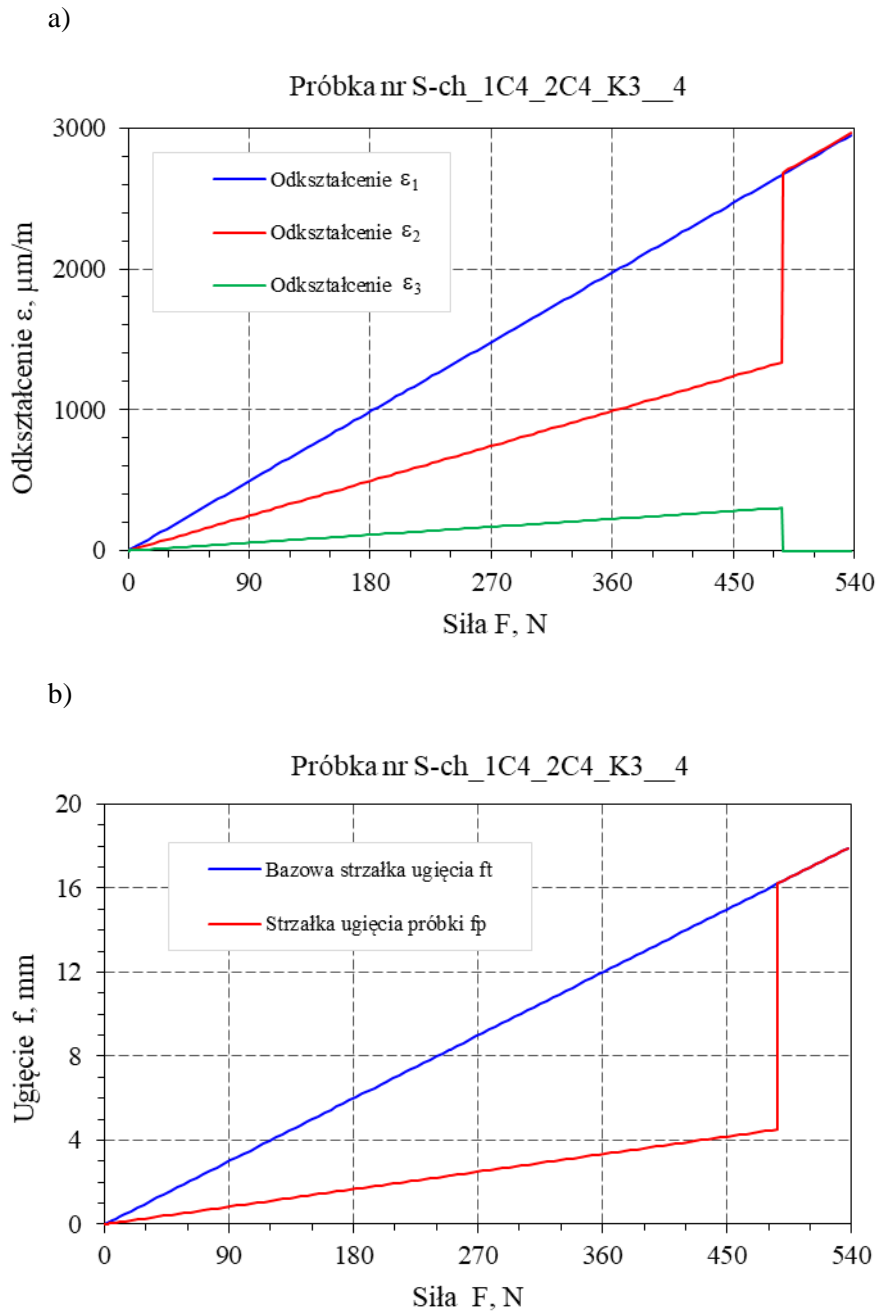 a)
Próbka nr S-ch_1C4_2C4_K3__4
3000
2000
1000
0
Odkształcenie ε, µm/m
Odkształcenie ε1
Odkształcenie ε2
Odkształcenie ε3
0 90 180 270 360 450 540
Siła F, N
b)
Próbka nr S-ch_1C4_2C4_K3__4
20
16
12
8
4
0
Ugięcie f, mm
Bazowa strzałka ugięcia ft
Strzałka ugięcia próbki fp
0 90 180 270 360 450 540
Siła F, N